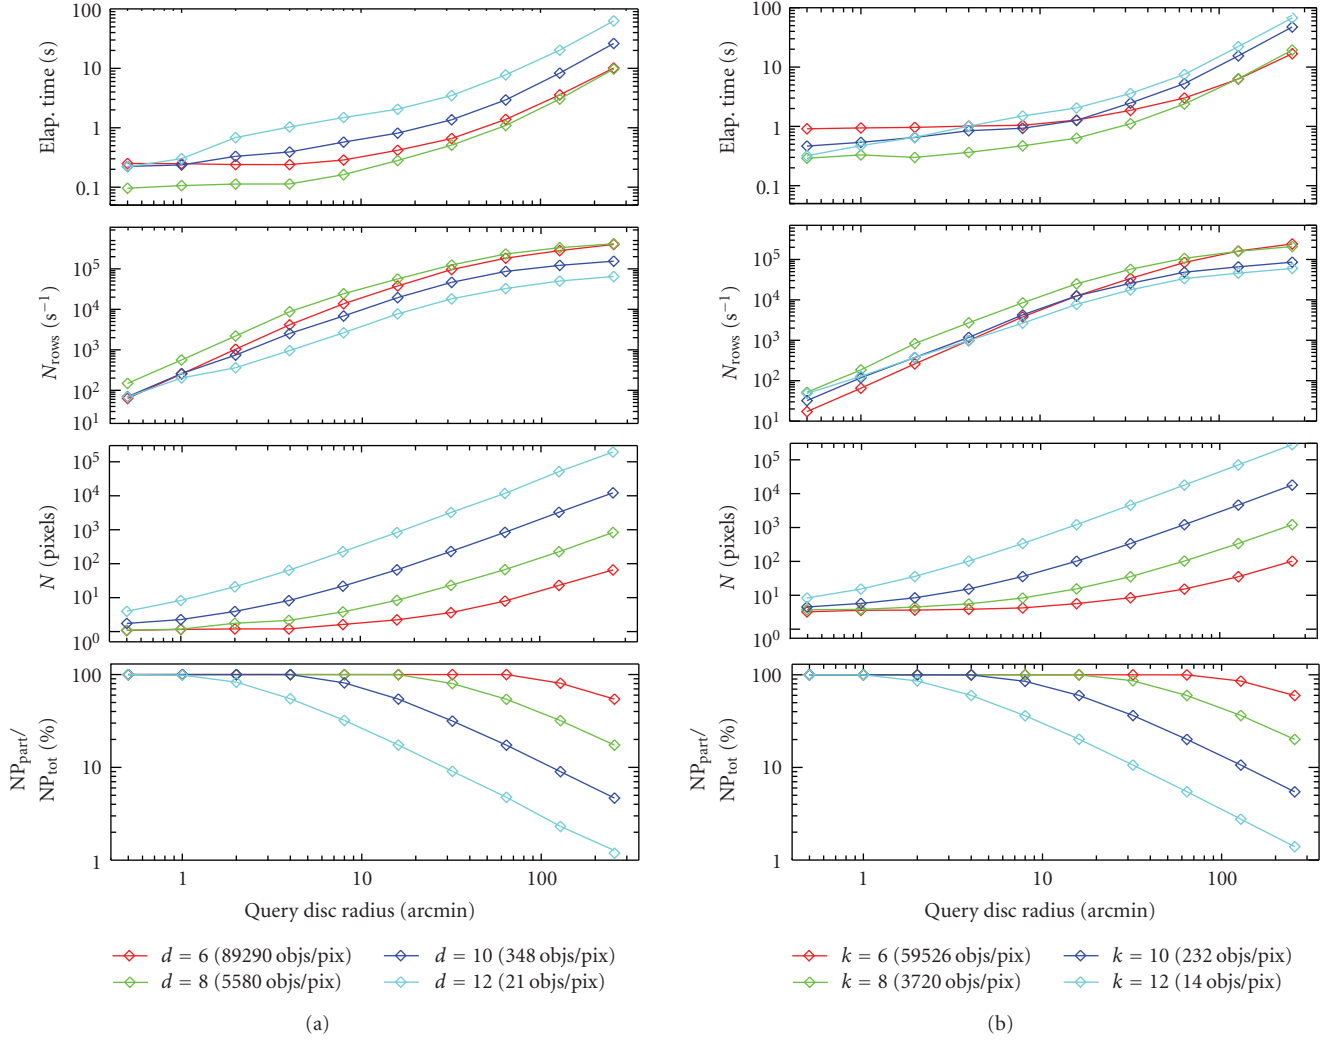 100
10
1
0.1
Elap. time (s)
10^5
10^4
10^3
10^2
10^1
N_rows (s^−1)
10^5
10^4
10^3
10^2
10^1
10^0
N (pixels)
100
10
1
NP_part/
NP_tot (%)
1
10
100
Query disc radius (arcmin)
d = 6 (89290 objs/pix)
d = 8 (5580 objs/pix)
d = 10 (348 objs/pix)
d = 12 (21 objs/pix)
(a)
100
10
1
0.1
Elap. time (s)
10^5
10^4
10^3
10^2
10^1
N_rows (s^−1)
10^5
10^4
10^3
10^2
10^1
10^0
N (pixels)
100
10
1
NP_part/
NP_tot (%)
1
10
100
Query disc radius (arcmin)
k = 6 (59526 objs/pix)
k = 8 (3720 objs/pix)
k = 10 (232 objs/pix)
k = 12 (14 objs/pix)
(b)